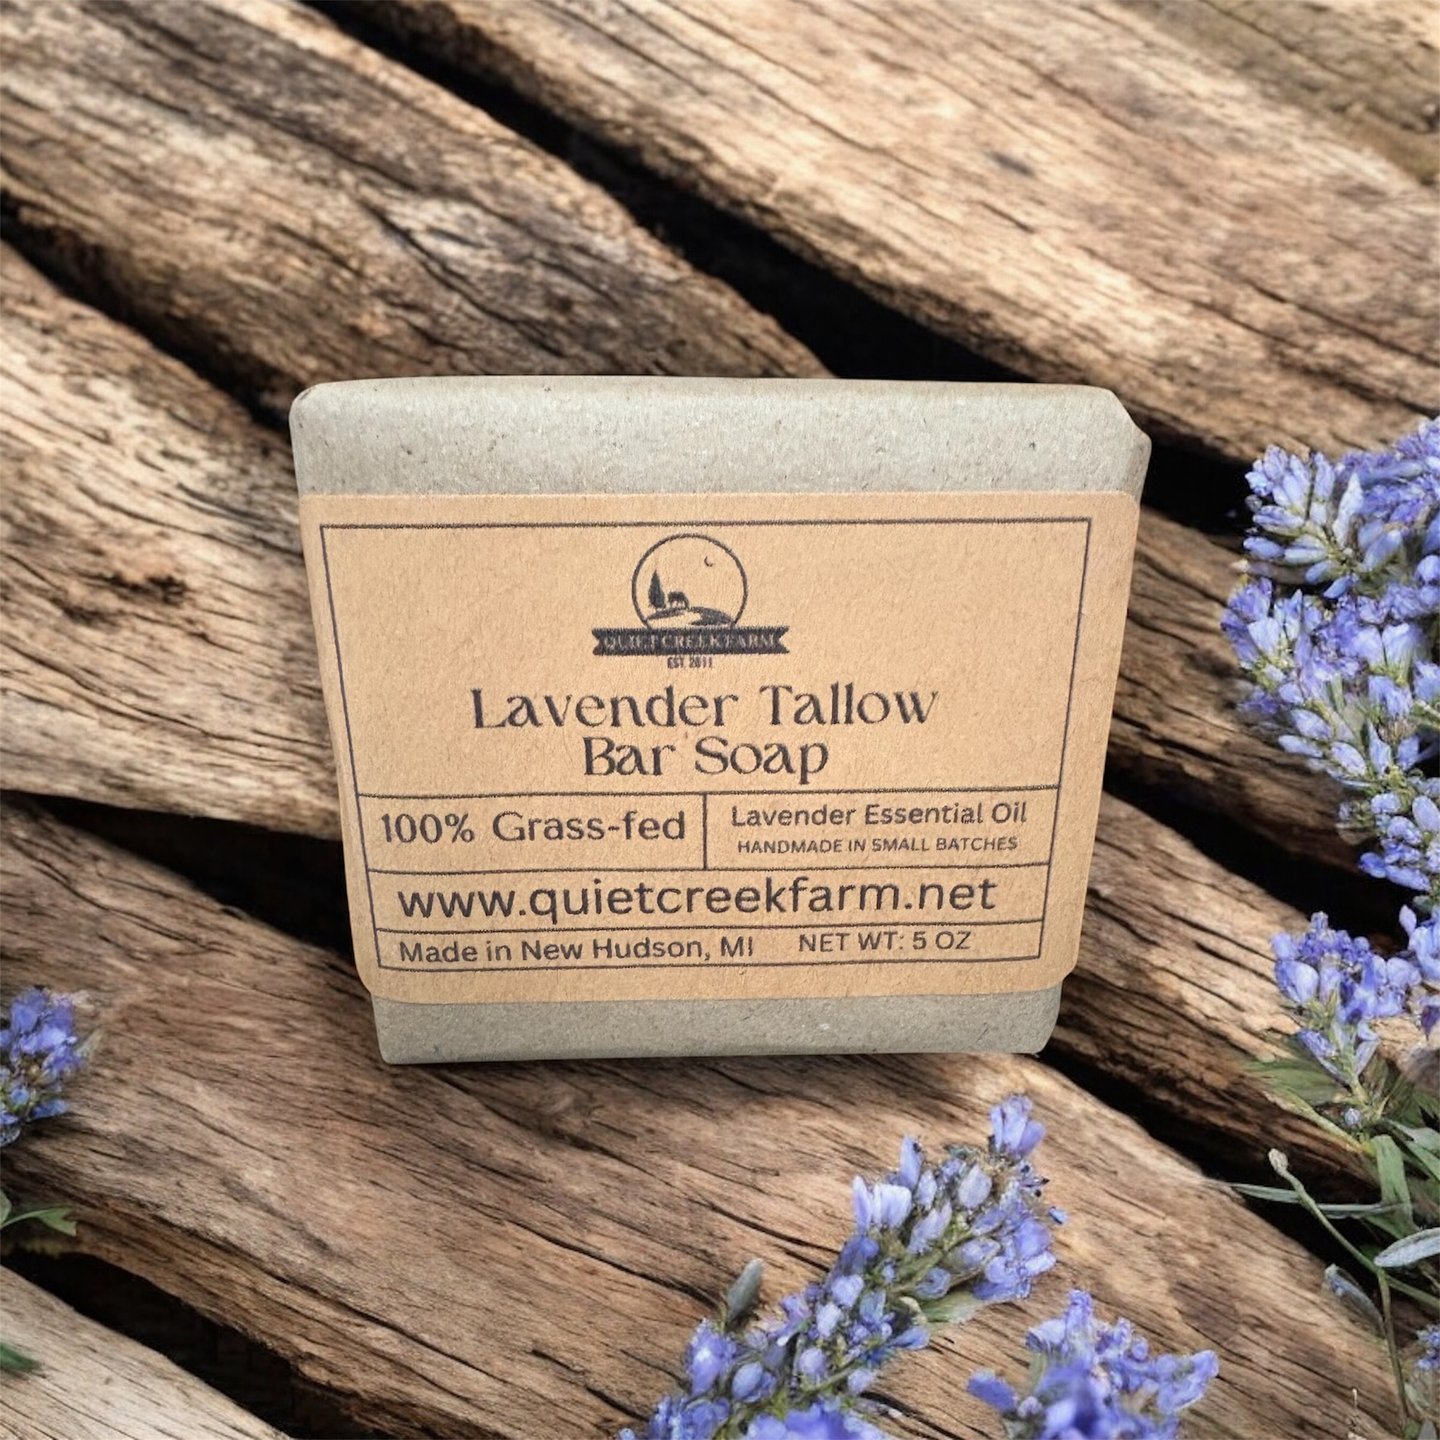 QUIET CREEK FARM
EST. 2011
Lavender Tallow
Bar Soap
100% Grass-fed
Lavender Essential Oil
HANDMADE IN SMALL BATCHES
www.quietcreekfarm.net
Made in New Hudson, MI NET WT: 5 OZ